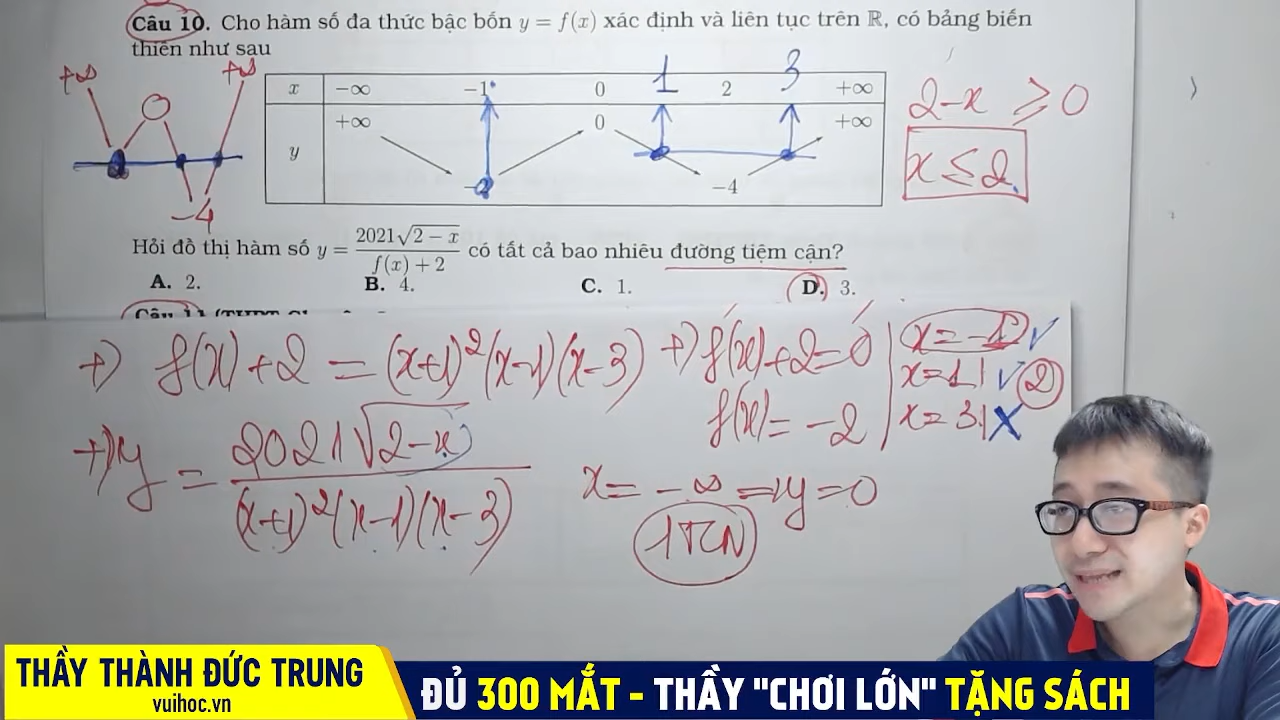 Câu 10. Cho hàm số đa thức bậc bốn y = f(x) xác định và liên tục trên ℝ, có bảng biến
thiên như sau
+∞ 0 +∞
-4
x −∞ −1 0 1 2 3 +∞
y +∞ −2 0 −4 +∞
2-x ⩾ 0
x ≤ 2
Hỏi đồ thị hàm số y = 2021√(2 − x) / (f(x) + 2) có tất cả bao nhiêu đường tiệm cận?
A. 2. B. 4. C. 1. D. 3.
+) f(x) + 2 = (x+1)²(x-1)(x-3) +) f(x)+2=0
f(x) = -2
x = -1 ✓
x = 1 ✓ (2)
x = 3 X
+) y = 2021√(2-x) / (x+1)²(x-1)(x-3)
x = -∞ => y = 0
1TCN
THẦY THÀNH ĐỨC TRUNG
vuihoc.vn
ĐỦ 300 MẮT - THẦY "CHƠI LỚN" TẶNG SÁCH